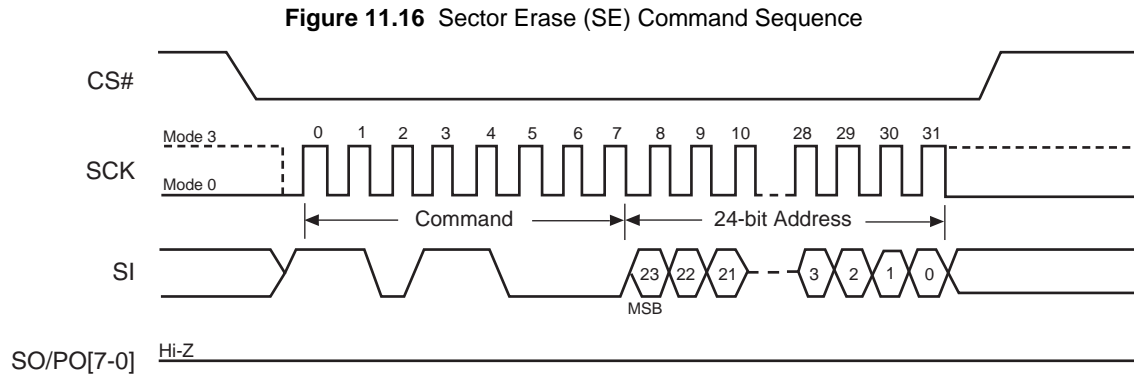 Figure 11.16 Sector Erase (SE) Command Sequence
CS#
Mode 3
0 1 2 3 4 5 6 7 8 9 10 28 29 30 31
SCK
Mode 0
Command 24-bit Address
SI
23 22 21 3 2 1 0
MSB
Hi-Z
SO/PO[7-0]